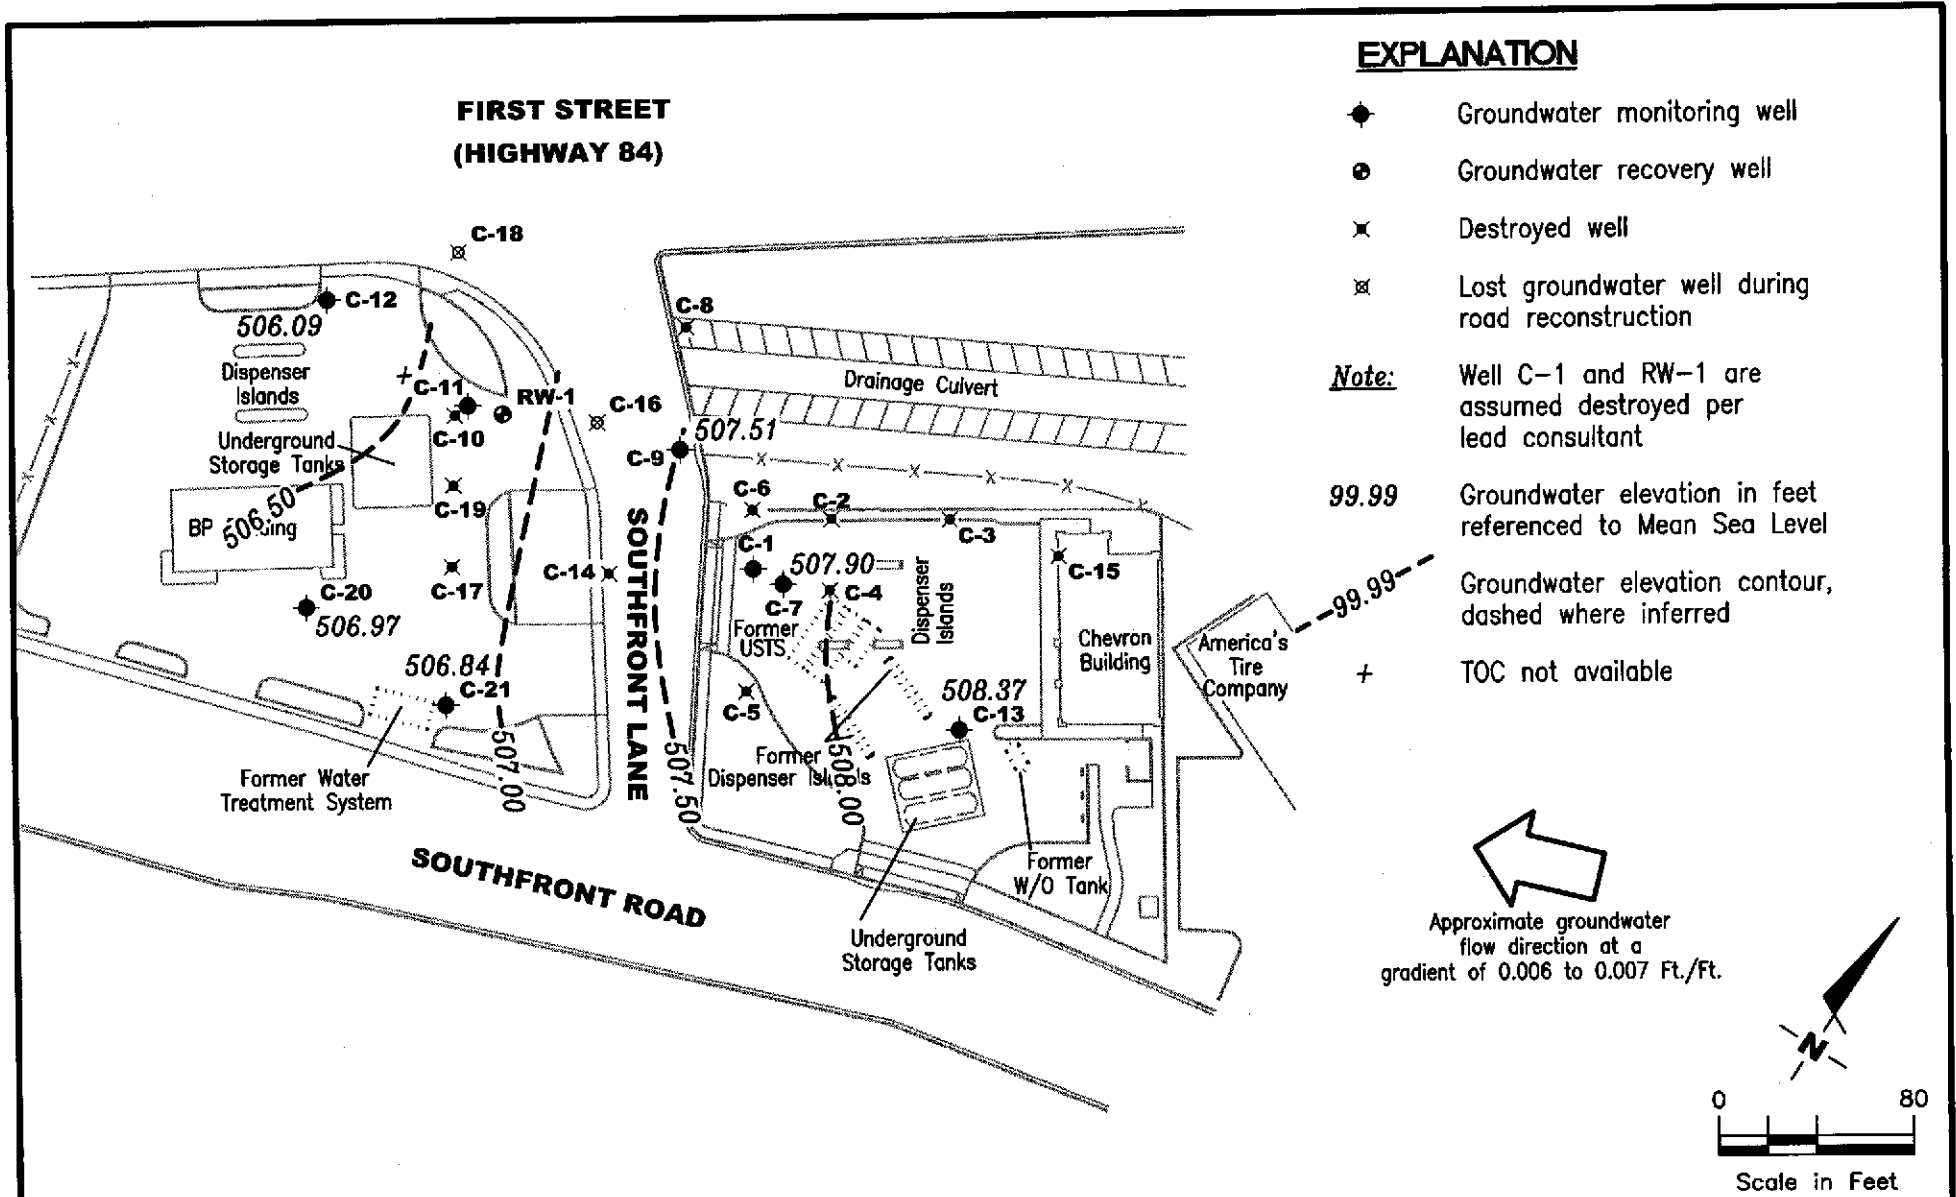 EXPLANATION
Groundwater monitoring well
Groundwater recovery well
Destroyed well
Lost groundwater well during
road reconstruction
Note:
Well C-1 and RW-1 are
assumed destroyed per
lead consultant
99.99
Groundwater elevation in feet
referenced to Mean Sea Level
99.99
Groundwater elevation contour,
dashed where inferred
+
TOC not available
FIRST STREET
(HIGHWAY 84)
C-18
C-12
506.09
Dispenser
Islands
+
C-11
RW-1
C-10
Underground
Storage Tanks
C-16
C-8
Drainage Culvert
507.51
C-9
C-19
506.50
BP
C-6
C-2
C-3
C-1
507.90
C-7
C-4
C-15
Dispenser
Islands
C-14
C-17
C-20
506.97
SOUTHFRONT LANE
Former
USTS
Chevron
Building
America's
Tire
Company
506.84
C-21
C-5
508.37
C-13
507.00
507.50
508.00
Former
Dispenser
Former Water
Treatment System
SOUTHFRONT ROAD
Former
W/O Tank
Underground
Storage Tanks
Approximate groundwater
flow direction at a
gradient of 0.006 to 0.007 Ft./Ft.
N
0 80
Scale in Feet